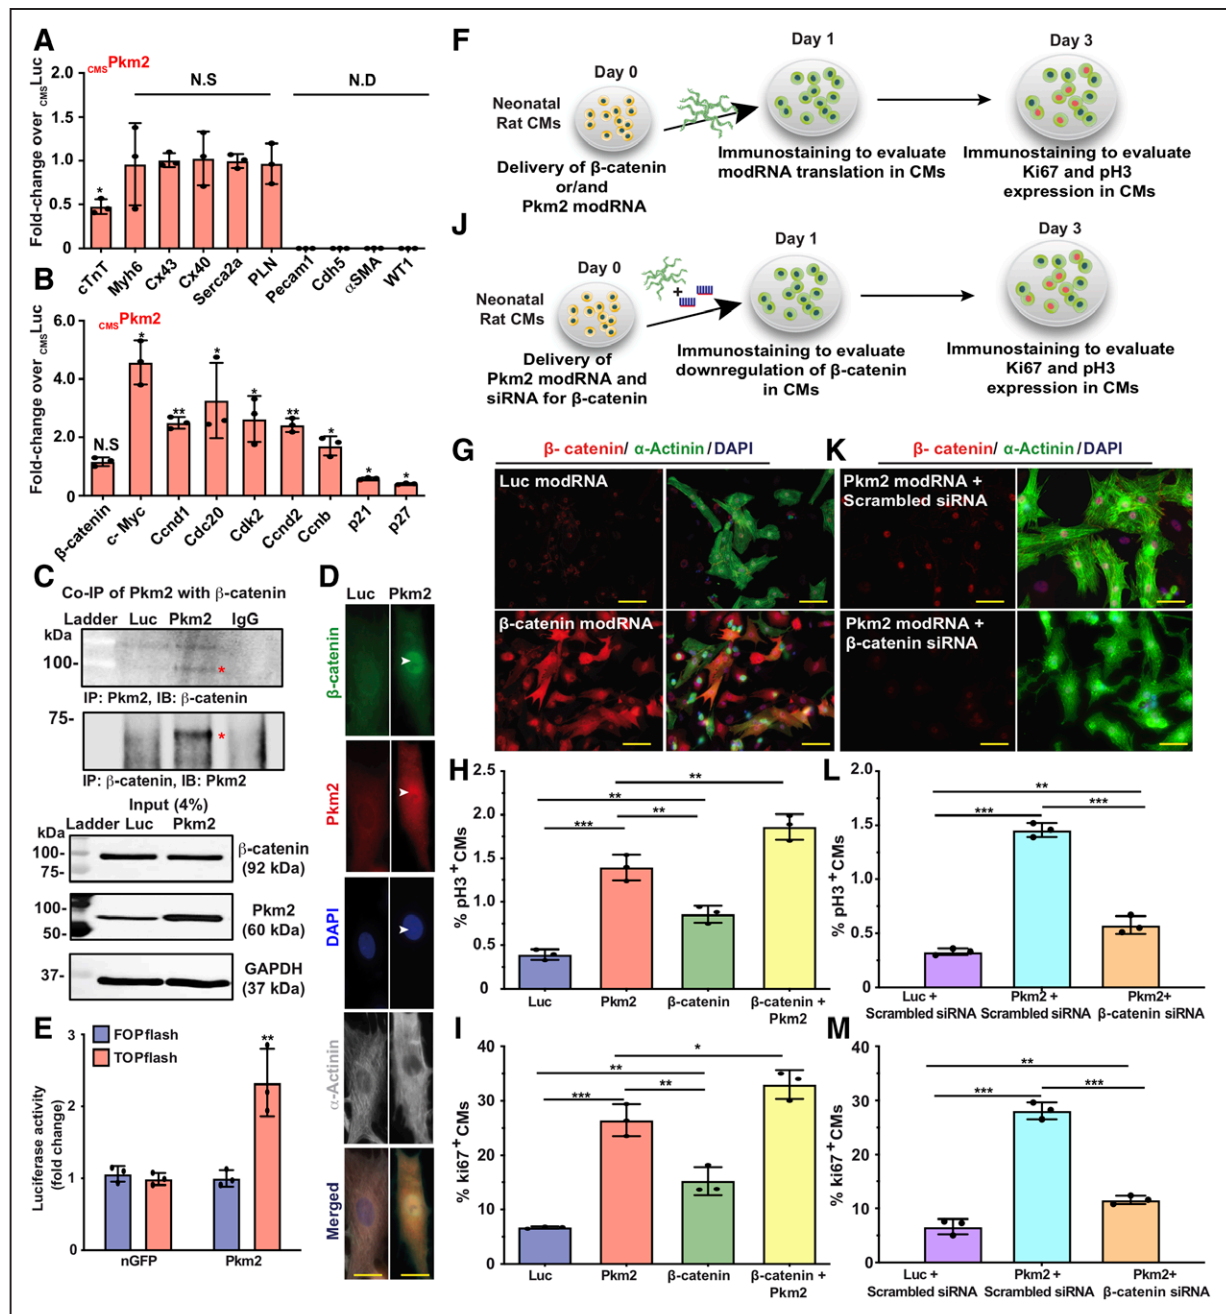 A
CMSPkm2
Fold-change over CMSLuc
2.0
1.5
1.0
0.5
0
N.S
N.D
*
cTnT
Myh6
Cx43
Cx40
Serca2a
PLN
Pecam1
Cdh5
αSMA
WT1
B
CMSPkm2
Fold-change over CMSLuc
6.0
4.0
2.0
0
N.S
*
**
*
*
**
*
*
*
β-catenin
c- Myc
Ccnd1
Cdc20
Cdk2
Ccnd2
Ccnb
p21
p27
C
Co-IP of Pkm2 with β-catenin
Ladder Luc Pkm2 IgG
kDa
100-
*
IP: Pkm2, IB: β-catenin
75-
*
IP: β-catenin, IB: Pkm2
Input (4%)
kDa
Ladder Luc Pkm2
100-
75-
β-catenin
(92 kDa)
100-
50-
Pkm2
(60 kDa)
37-
GAPDH
(37 kDa)
D
Luc Pkm2
β-catenin
Pkm2
DAPI
α-Actinin
Merged
E
FOPflash
TOPflash
Luciferase activity
(fold change)
3
2
1
0
**
nGFP
Pkm2
F
Day 0
Day 1
Day 3
Neonatal
Rat CMs
Delivery of β-catenin
or/and
Pkm2 modRNA
Immunostaining to evaluate
modRNA translation in CMs
Immunostaining to evaluate
Ki67 and pH3
expression in CMs
J
Day 0
Day 1
Day 3
Neonatal
Rat CMs
+
Delivery of
Pkm2 modRNA and
siRNA for β-catenin
Immunostaining to evaluate
downregulation of β-catenin
in CMs
Immunostaining to evaluate
Ki67 and pH3
expression in CMs
G
β- catenin/ α-Actinin/DAPI
Luc modRNA
β-catenin modRNA
K
β- catenin/ α-Actinin/DAPI
Pkm2 modRNA +
Scrambled siRNA
Pkm2 modRNA +
β-catenin siRNA
H
% pH3+CMs
2.5
2.0
1.5
1.0
0.5
0
**
**
***
**
Luc
Pkm2
β-catenin
β-catenin +
Pkm2
L
% pH3+CMs
2.0
1.5
1.0
0.5
0
**
***
***
Luc +
Scrambled siRNA
Pkm2 +
Scrambled siRNA
Pkm2+
β-catenin siRNA
I
% ki67+CMs
40
30
20
10
0
*
**
***
**
Luc
Pkm2
β-catenin
β-catenin +
Pkm2
M
% ki67+CMs
40
30
20
10
0
**
***
***
Luc +
Scrambled siRNA
Pkm2 +
Scrambled siRNA
Pkm2+
β-catenin siRNA